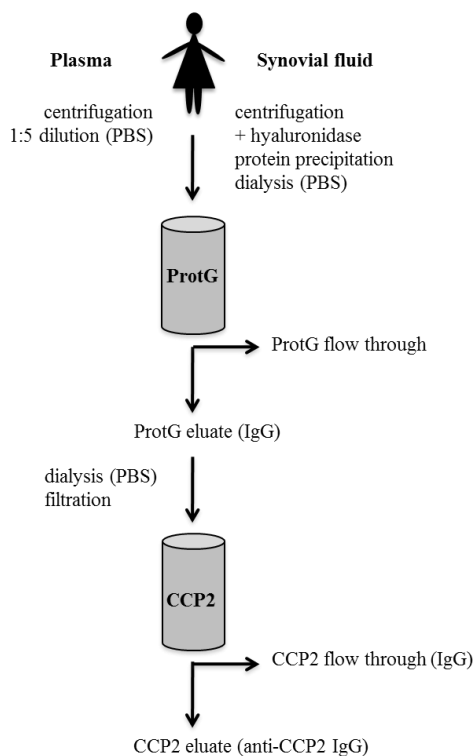 Plasma
Synovial fluid
centrifugation
1:5 dilution (PBS)
centrifugation
+ hyaluronidase
protein precipitation
dialysis (PBS)
ProtG
ProtG flow through
ProtG eluate (IgG)
dialysis (PBS)
filtration
CCP2
CCP2 flow through (IgG)
CCP2 eluate (anti-CCP2 IgG)